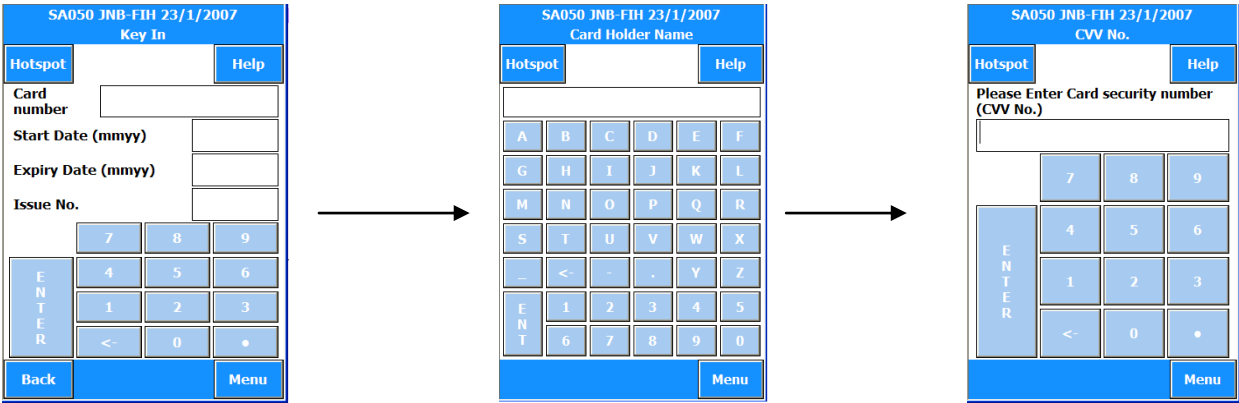 SA050 JNB-FIH 23/1/2007
Key In
Hotspot Help
Card
number
Start Date (mmyy)
Expiry Date (mmyy)
Issue No.
7 8 9
4 5 6
1 2 3
<- 0 •
E
N
T
E
R
Back Menu
SA050 JNB-FIH 23/1/2007
Card Holder Name
Hotspot Help
A B C D E F
G H I J K L
M N O P Q R
S T U V W X
_ <- - . Y Z
E
N
T
1 2 3 4 5
6 7 8 9 0
Menu
SA050 JNB-FIH 23/1/2007
CVV No.
Hotspot Help
Please Enter Card security number
(CVV No.)
7 8 9
4 5 6
1 2 3
<- 0 •
E
N
T
E
R
Menu